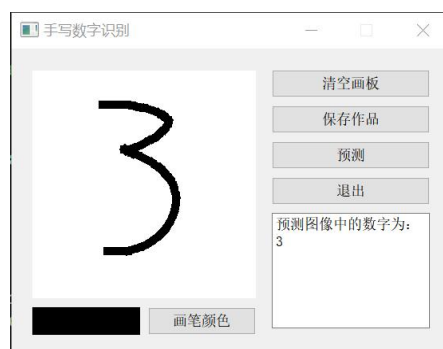 手写数字识别
3
清空画板
保存作品
预测
退出
预测图像中的数字为:
3
画笔颜色